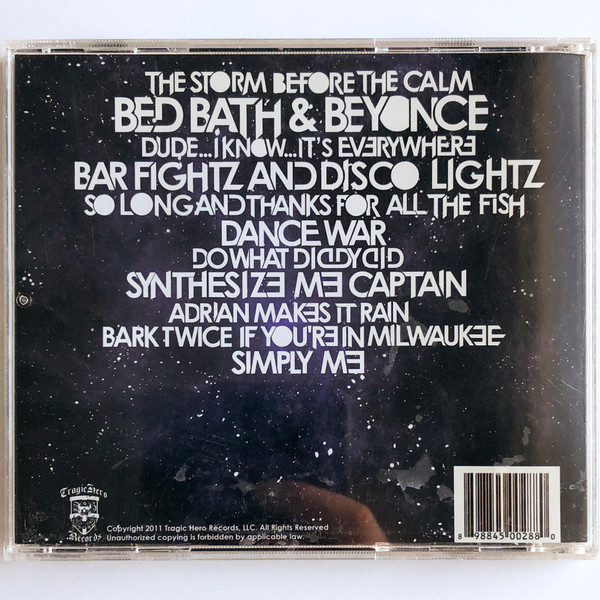 THE STORM BEFORE THE CALM
BED BATH & BEYONCE
DUDE...I KNOW...IT'S EVERYWHERE
BAR FIGHTZ AND DISCO LIGHTZ
SO LONG AND THANKS FOR ALL THE FISH
DANCE WAR
DO WHAT DIDDY DID
SYNTHESIZE ME CAPTAIN
ADRIAN MAKES IT RAIN
BARK TWICE IF YOU'RE IN MILWAUKEE
SIMPLY ME
Tragic Hero
Records
Copyright 2011 Tragic Hero Records, LLC. All Rights Reserved
Unauthorized copying is forbidden by applicable law.
8 98845 00288 0